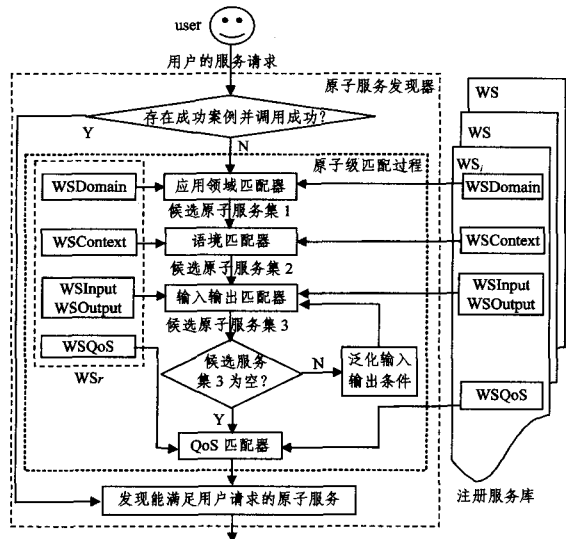 user
用户的服务请求
原子服务发现器
存在成功案例并调用成功？
Y
N
原子级匹配过程
WS
WS
WSi
WSDomain
应用领域匹配器
WSDomain
候选原子服务集 1
WSContext
语境匹配器
WSContext
候选原子服务集 2
WSInput
WSOutput
输入输出匹配器
WSInput
WSOutput
候选原子服务集 3
WSQoS
WSr
候选服务
集 3 为空？
N
泛化输入
输出条件
WSQoS
Y
QoS 匹配器
发现能满足用户请求的原子服务
注册服务库